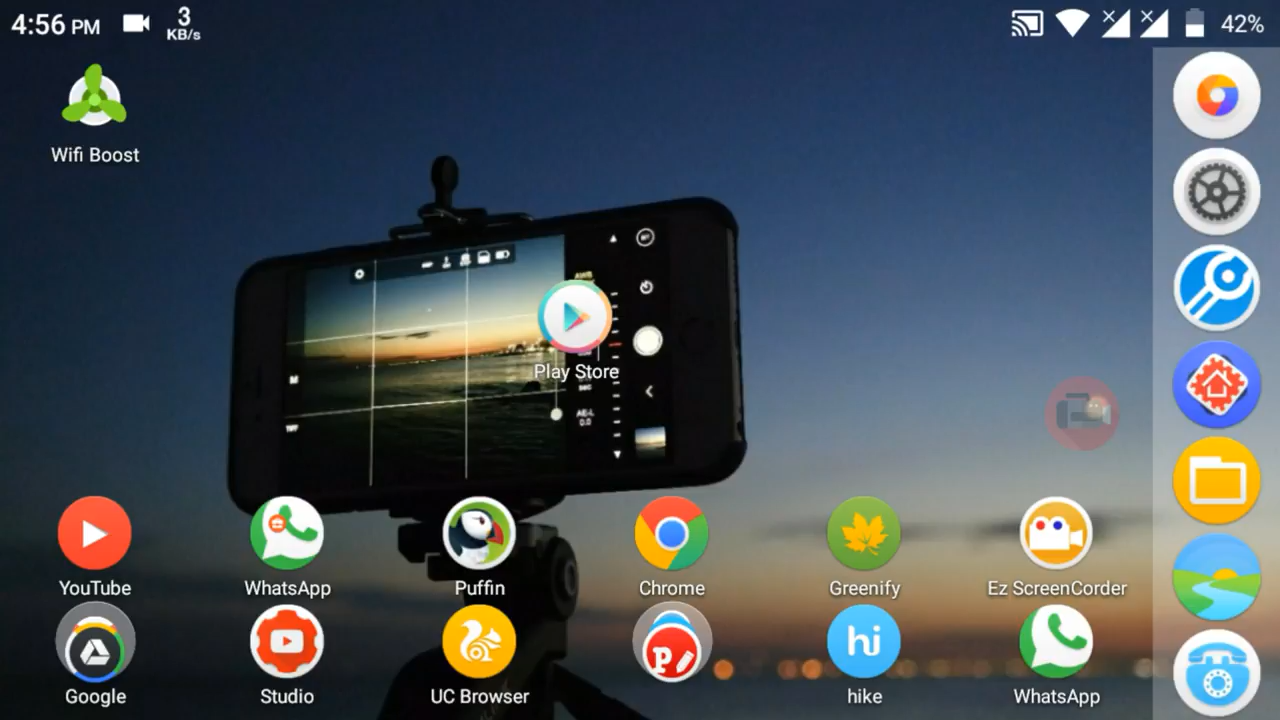 4:56 PM
3
KB/s
42%
Wifi Boost
Play Store
YouTube
WhatsApp
Puffin
Chrome
Greenify
Ez ScreenCorder
Google
Studio
UC Browser
hi
hike
WhatsApp